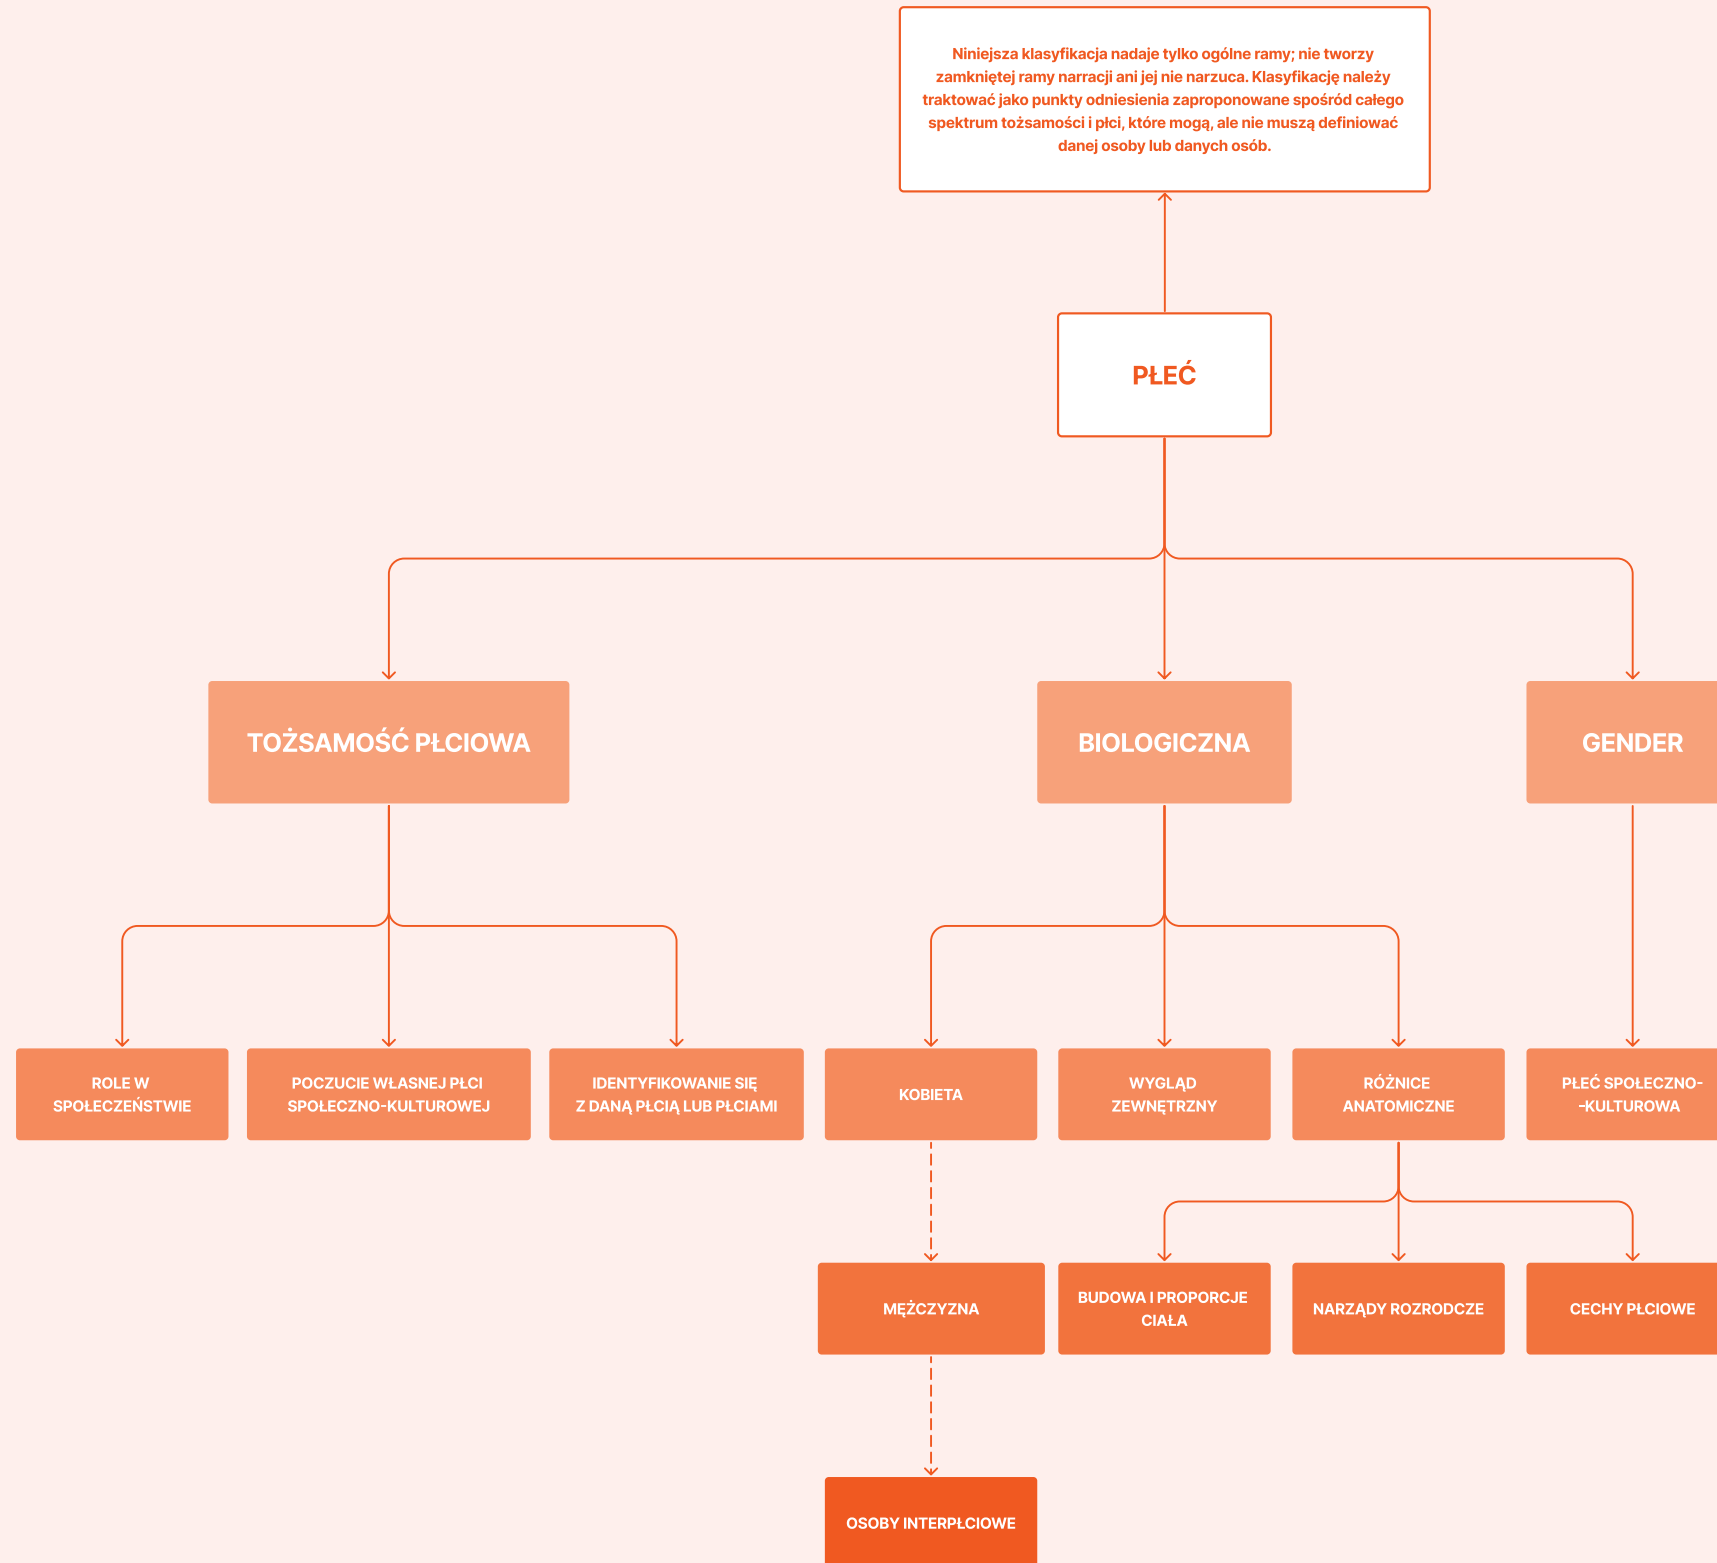 Niniejsza klasyfikacja nadaje tylko ogólne ramy; nie tworzy
zamkniętej ramy narracji ani jej nie narzuca. Klasyfikację należy
traktować jako punkty odniesienia zaproponowane spośród całego
spektrum tożsamości i płci, które mogą, ale nie muszą definiować
danej osoby lub danych osób.
PŁEĆ
TOŻSAMOŚĆ PŁCIOWA
BIOLOGICZNA
GENDER
ROLE W
SPOŁECZEŃSTWIE
POCZUCIE WŁASNEJ PŁCI
SPOŁECZNO-KULTUROWEJ
IDENTYFIKOWANIE SIĘ
Z DANĄ PŁCIĄ LUB PŁCIAMI
KOBIETA
WYGLĄD
ZEWNĘTRZNY
RÓŻNICE
ANATOMICZNE
PŁEĆ SPOŁECZNO-
-KULTUROWA
MĘŻCZYZNA
BUDOWA I PROPORCJE
CIAŁA
NARZĄDY ROZRODCZE
CECHY PŁCIOWE
OSOBY INTERPŁCIOWE